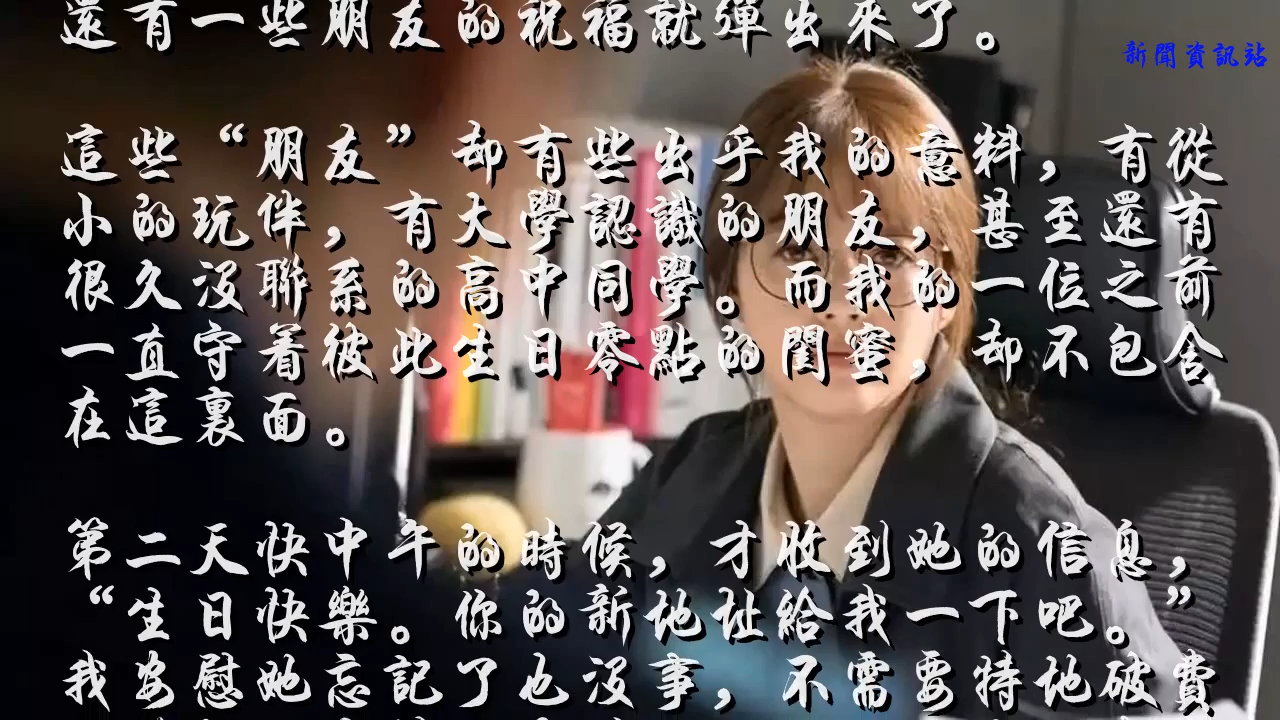 還有一些朋友的祝福就彈出來了。
新聞資訊站
這些“朋友”却有些出乎我的意料，有從
小的玩伴，有大學認識的朋友，甚至還有
很久沒聯系的高中同學。而我的一位之前
一直守着彼此生日零點的閨蜜，却不包含
在這裏面。
第二天快中午的時候，才收到她的信息，
“生日快樂。你的新地址給我一下吧。”
我安慰她忘記了也沒事，不需要特地破費